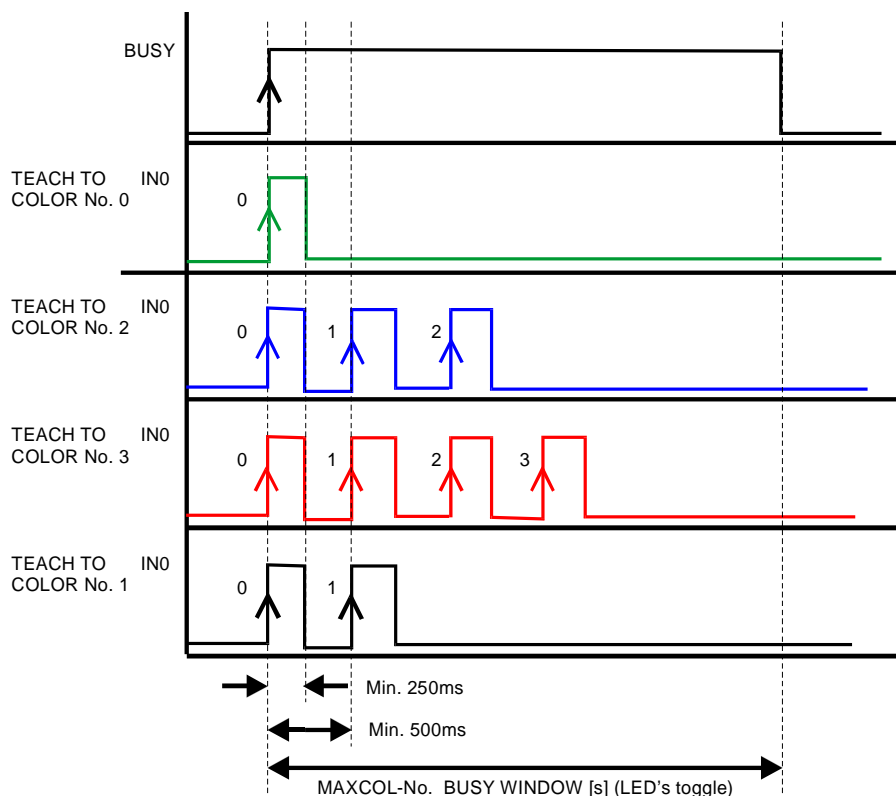 BUSY
TEACH TO IN0
COLOR No. 0 0
TEACH TO IN0
COLOR No. 2 0 1 2
TEACH TO IN0
COLOR No. 3 0 1 2 3
TEACH TO IN0
COLOR No. 1 0 1
Min. 250ms
Min. 500ms
MAXCOL-No. BUSY WINDOW [s] (LED's toggle)